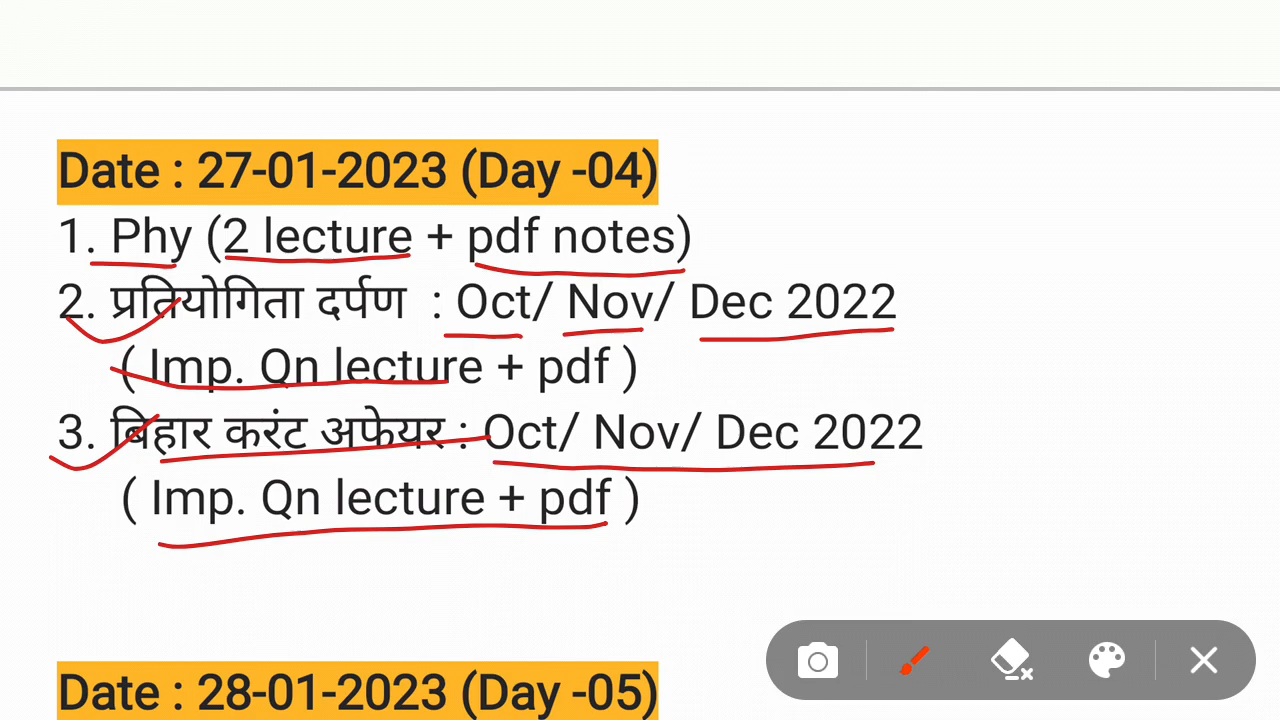 Date : 27-01-2023 (Day -04)
1. Phy (2 lecture + pdf notes)
2. प्रतियोगिता दर्पण : Oct/ Nov/ Dec 2022
( Imp. Qn lecture + pdf )
3. बिहार करंट अफेयर : Oct/ Nov/ Dec 2022
( Imp. Qn lecture + pdf )
Date : 28-01-2023 (Day -05)